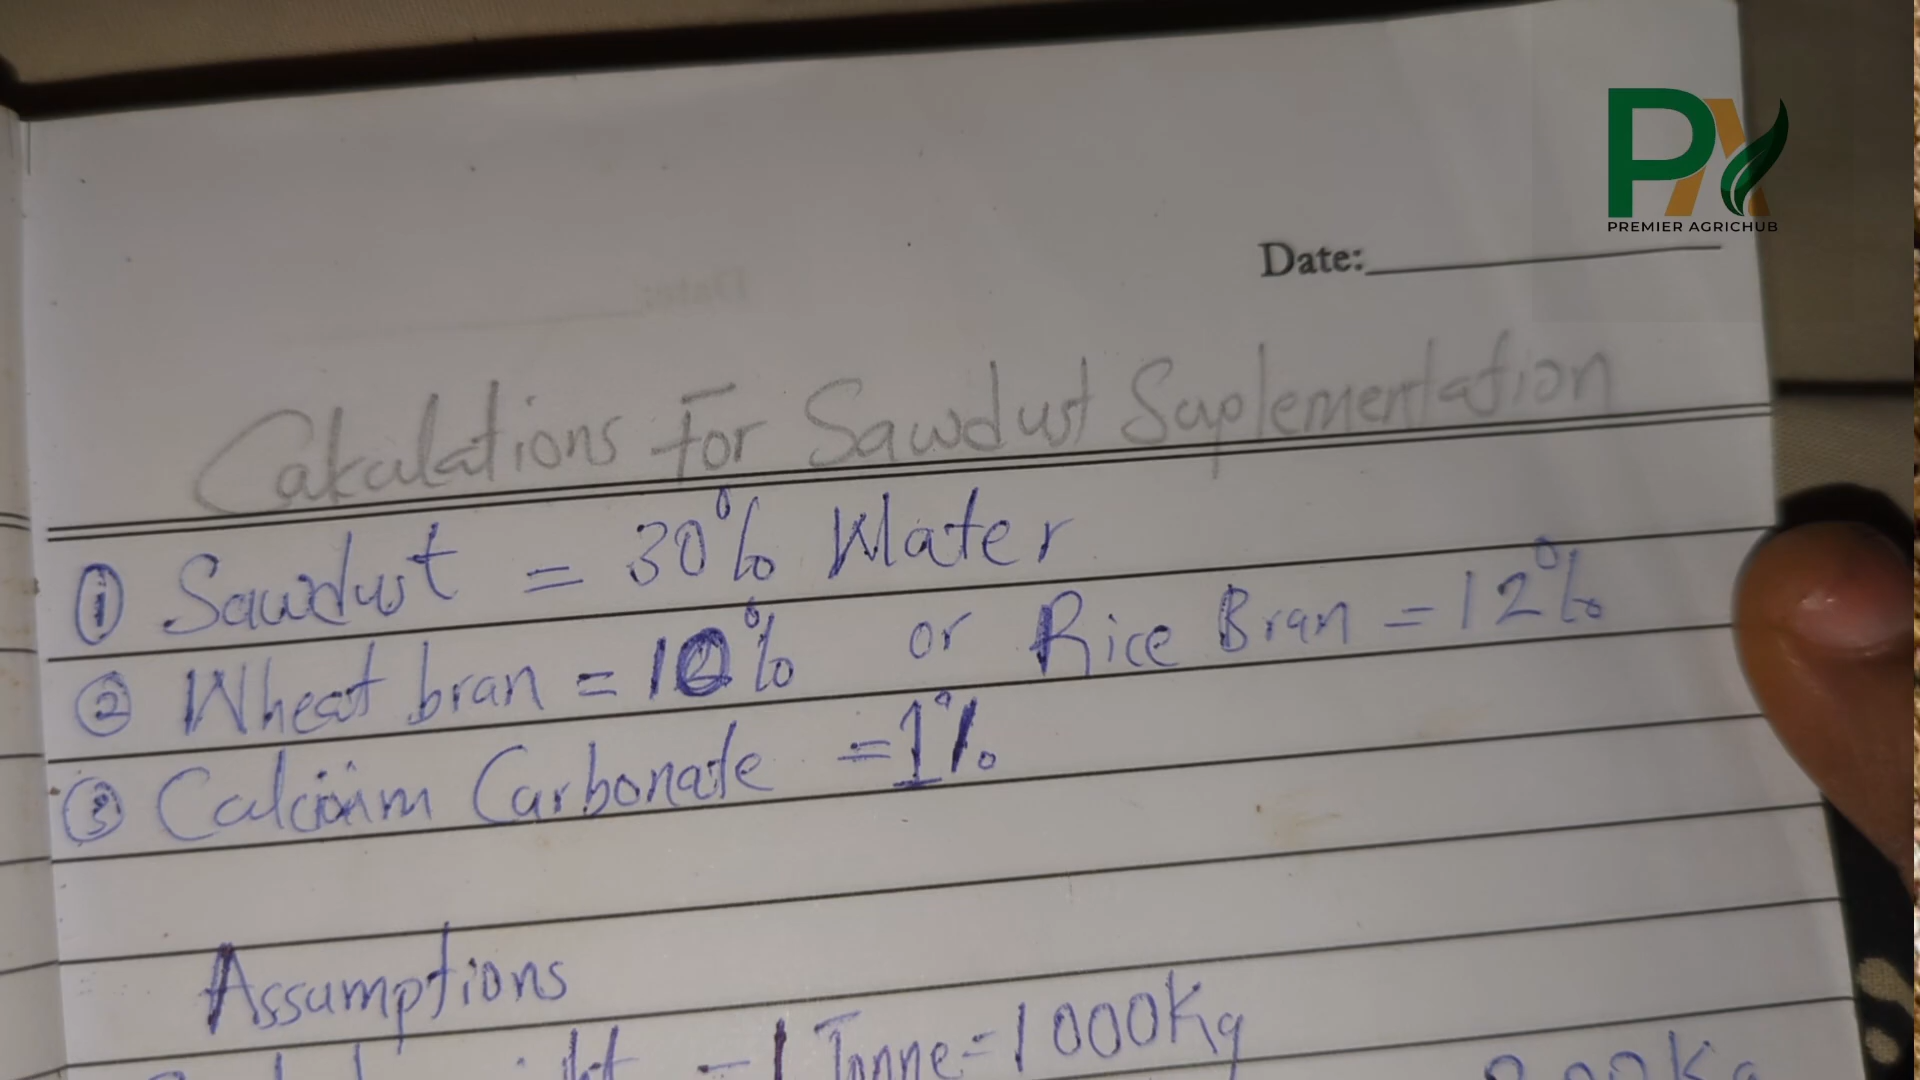 PREMIER AGRICHUB
Date:
Calculations For Sawdust Suplementation
① Sawdust = 30% Water
② Wheat bran = 10% or Rice Bran = 12%
③ Calcium Carbonate = 1%
Assumptions
= 1 Tonne = 1000Kg